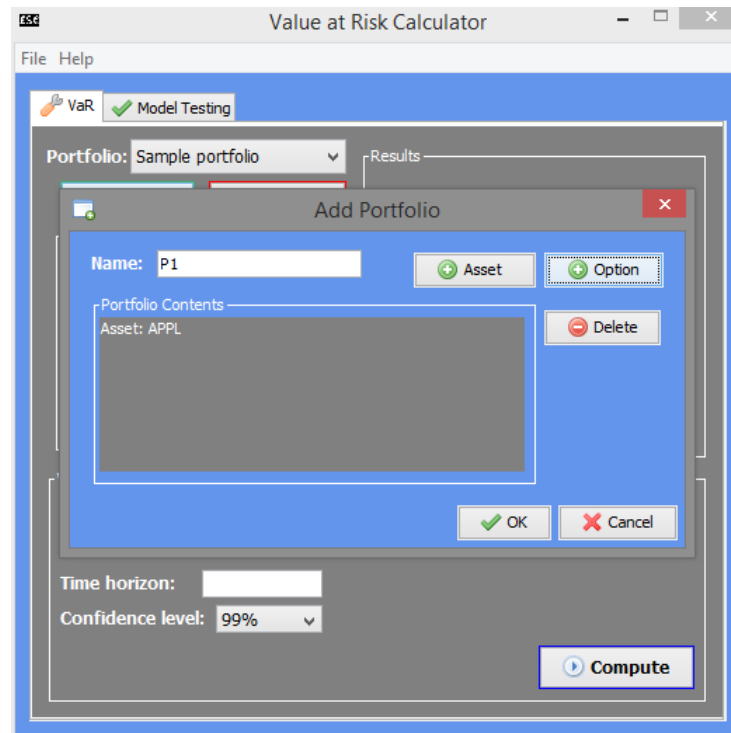 Value at Risk Calculator
File Help
VaR Model Testing
Portfolio: Sample portfolio
Results
Add Portfolio
Name: P1
Asset
Option
Portfolio Contents
Asset: APPL
Delete
OK
Cancel
Time horizon:
Confidence level: 99%
Compute